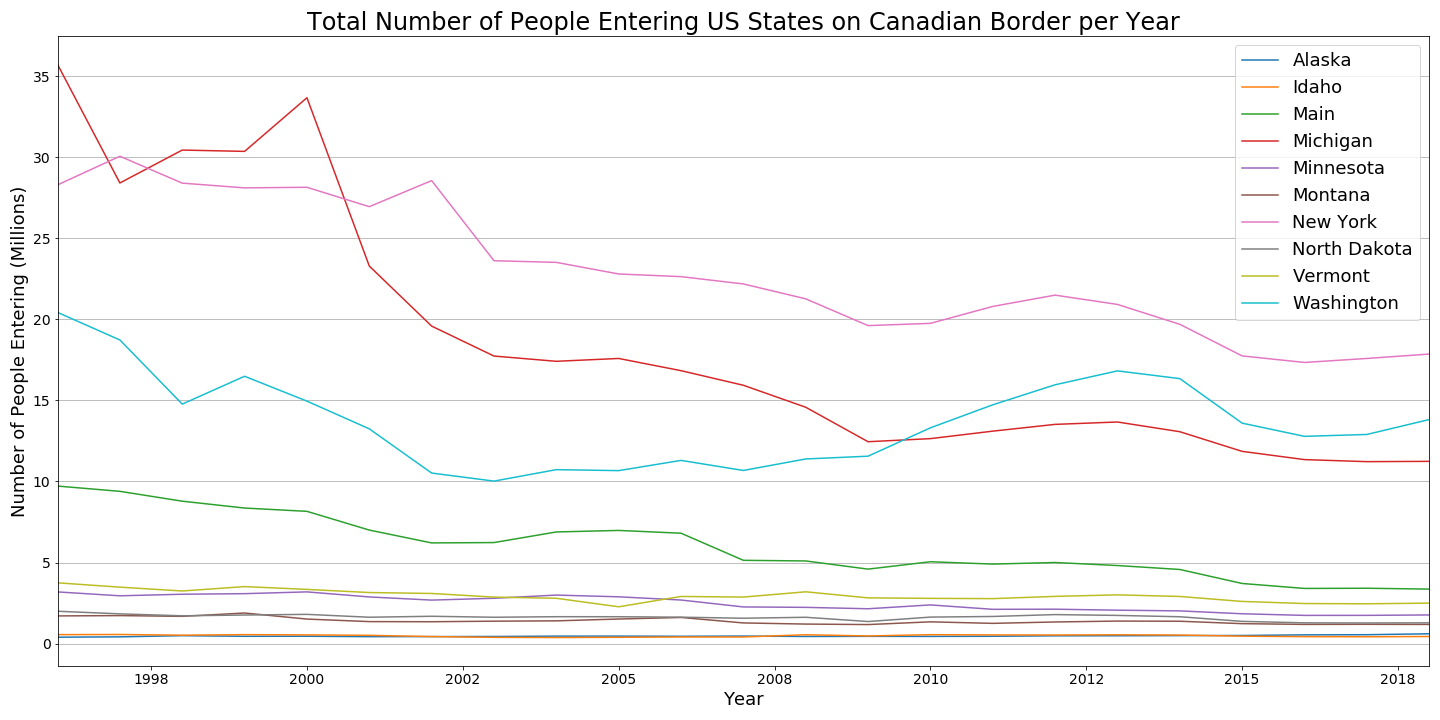 Total Number of People Entering US States on Canadian Border per Year
Number of People Entering (Millions)
35
30
25
20
15
10
5
0
Alaska
Idaho
Main
Michigan
Minnesota
Montana
New York
North Dakota
Vermont
Washington
1998 2000 2002 2005 2008 2010 2012 2015 2018
Year